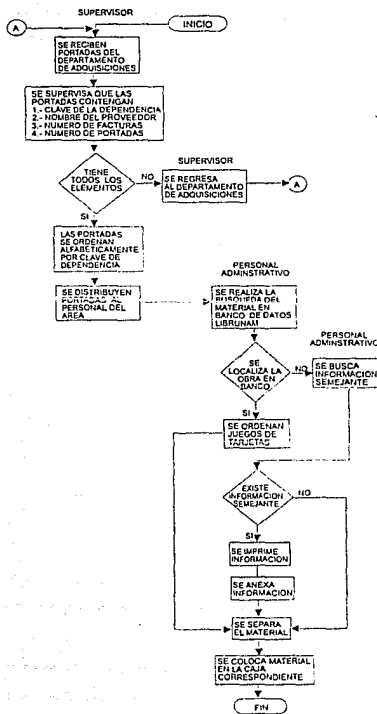 SUPERVISOR
A
INICIO
SE RECIBEN
PORTADAS DEL
DEPARTAMENTO
DE ADQUISICIONES
SE SUPERVISA QUE LAS
PORTADAS CONTENGAN
1.- CLAVE DE LA DEPENDENCIA
2.- NOMBRE DEL PROVEEDOR
3.- NUMERO DE FACTURAS
4.- NUMERO DE PORTADAS
TIENE
TODOS LOS
ELEMENTOS
NO
SUPERVISOR
SE REGRESA
AL DEPARTAMENTO
DE ADQUISICIONES
A
SI
LAS PORTADAS
SE ORDENAN
ALFABETICAMENTE
POR CLAVE DE
DEPENDENCIA
SE DISTRIBUYEN
PORTADAS AL
PERSONAL DEL
AREA
PERSONAL
ADMINSTRATIVO
SE REALIZA LA
BUSQUEDA DEL
MATERIAL EN
BANCO DE DATOS
LIBRUNAM
SE
LOCALIZA LA
OBRA EN
BANCO
NO
PERSONAL
ADMINSTRATIVO
SE BUSCA
INFORMACION
SEMEJANTE
SI
SE ORDENAN
JUEGOS DE
TARJETAS
EXISTE
INFORMACION
SEMEJANTE
NO
SI
SE IMPRIME
INFORMACION
SE ANEXA
INFORMACION
SE SEPARA
EL MATERIAL
SE COLOCA MATERIAL
EN LA CAJA
CORRESPONDIENTE
FIN